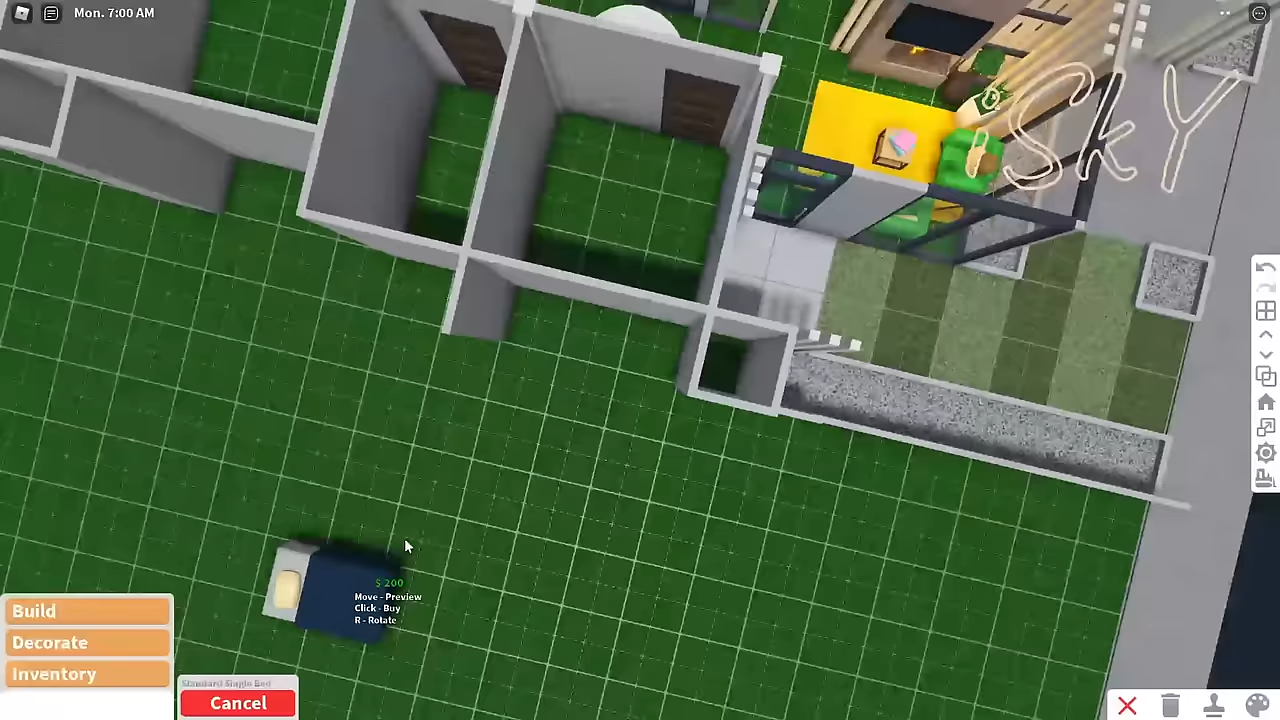 Mon. 7:00 AM
SkY
$ 200
Move - Preview
Click - Buy
R - Rotate
Build
Decorate
Inventory
Standard Single Bed
Cancel